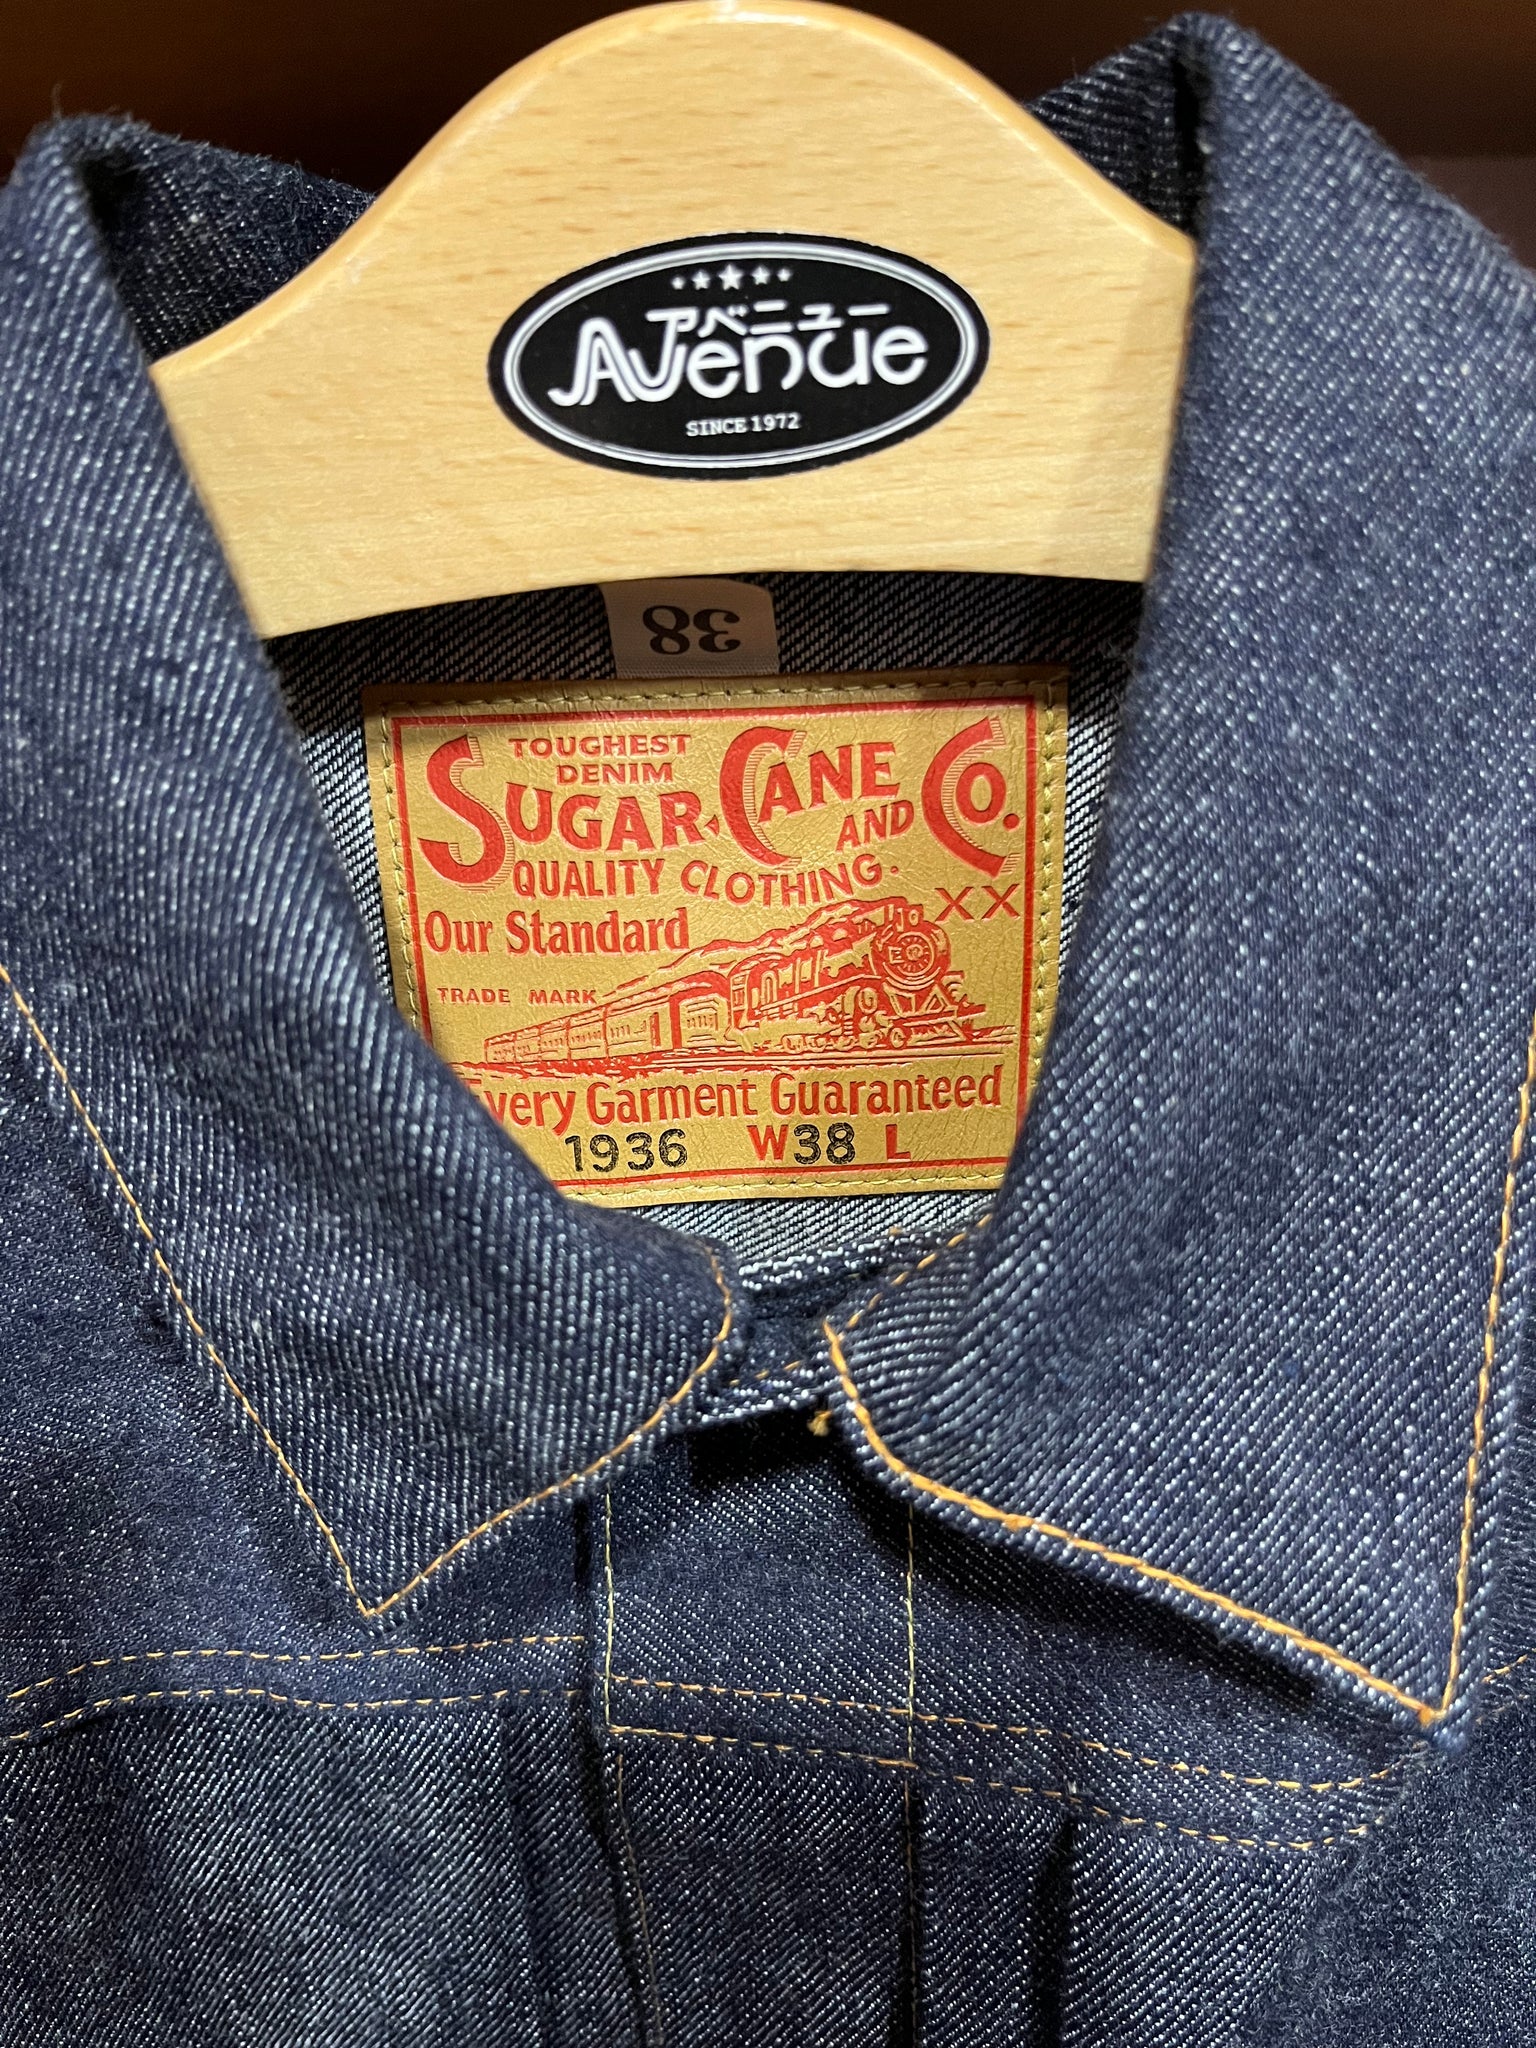 アベニュー
Avenue
SINCE 1972
38
TOUGHEST
DENIM
SUGAR CANE AND CO.
QUALITY CLOTHING.
XX
Our Standard
TRADE MARK
Every Garment Guaranteed
1936 W38 L